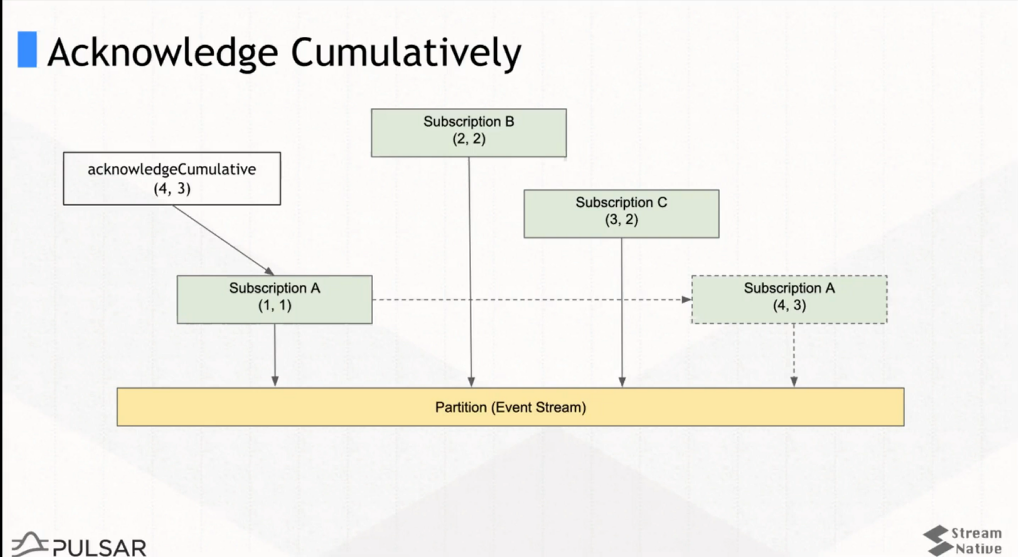 Acknowledge Cumulatively
Subscription B
(2, 2)
acknowledgeCumulative
(4, 3)
Subscription C
(3, 2)
Subscription A
(1, 1)
Subscription A
(4, 3)
Partition (Event Stream)
PULSAR
Stream
Native